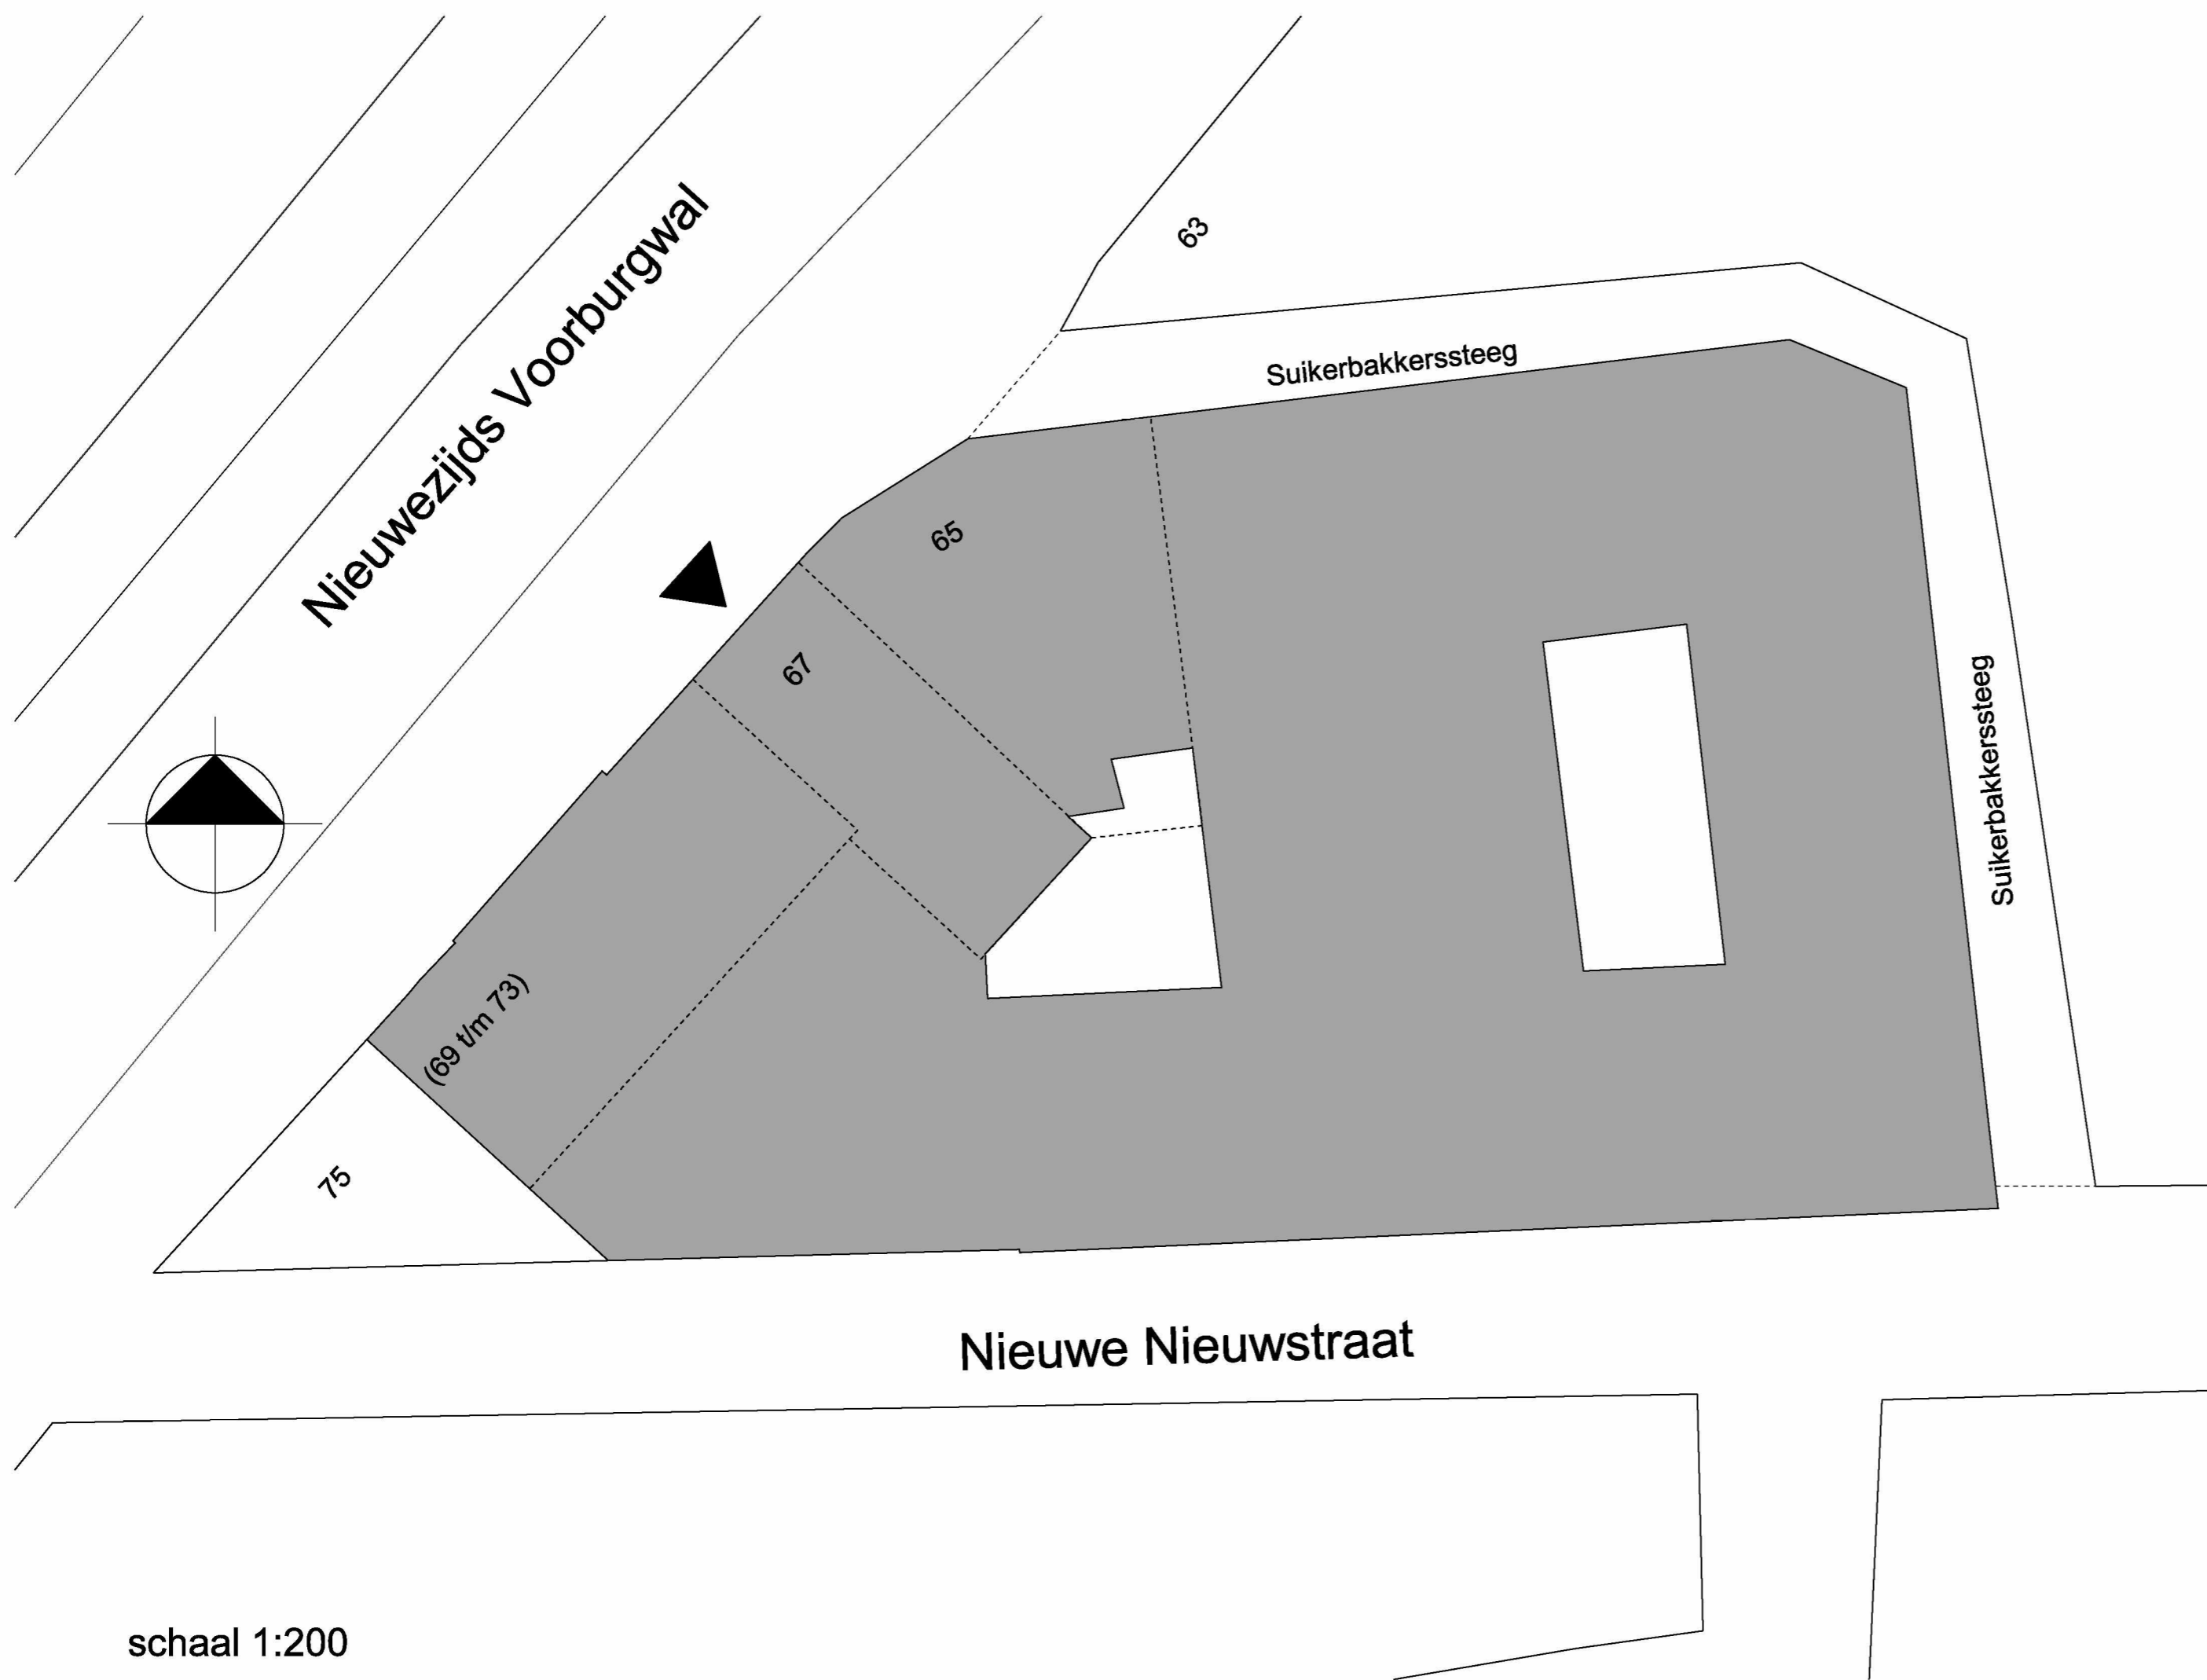 Nieuwezijds Voorburgwal
63
Suikerbakkerssteeg
65
67
Suikerbakkerssteeg
(69 t/m 73)
75
Nieuwe Nieuwstraat
schaal 1:200